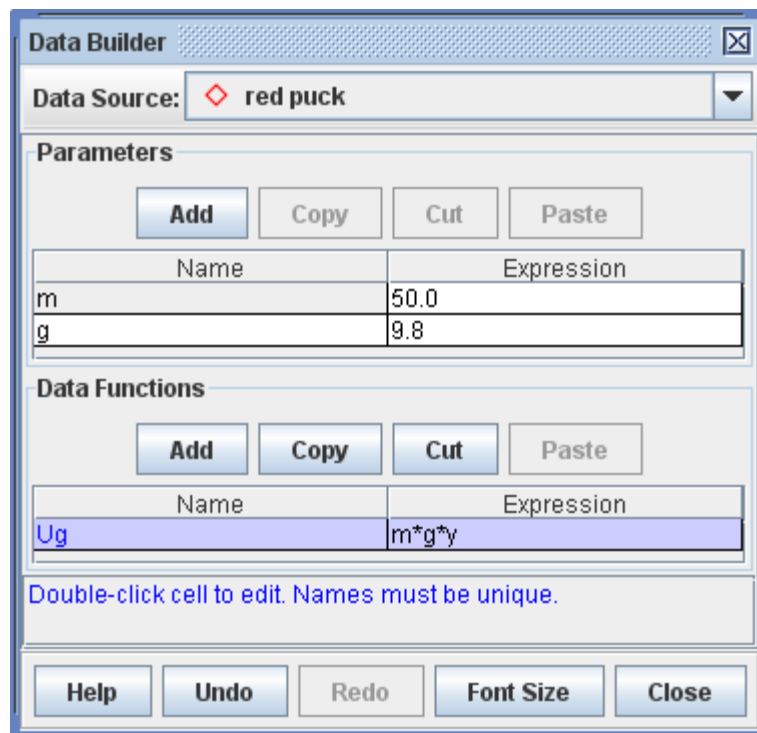 Data Builder
Data Source: red puck
Parameters
Add Copy Cut Paste
Name Expression
m 50.0
g 9.8
Data Functions
Add Copy Cut Paste
Name Expression
Ug m*g*y
Double-click cell to edit. Names must be unique.
Help Undo Redo Font Size Close